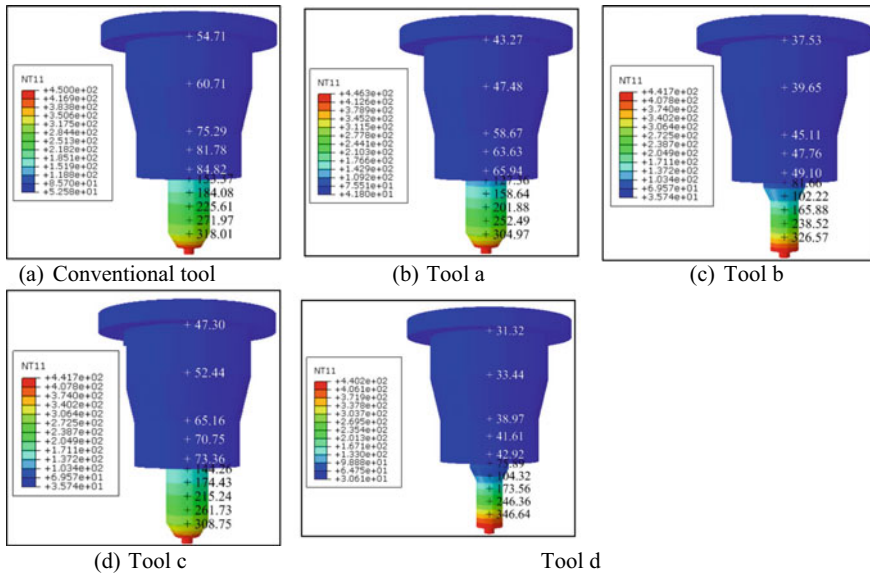 + 54.71
+ 60.71
+ 75.29
+ 81.78
+ 84.82
+ 184.08
+ 225.61
+ 271.97
+ 318.01
NT11
+4.500e+02
+4.169e+02
+3.838e+02
+3.506e+02
+3.175e+02
+2.844e+02
+2.513e+02
+2.182e+02
+1.851e+02
+1.519e+02
+1.188e+02
+8.570e+01
+5.258e+01
(a) Conventional tool
+ 43.27
+ 47.48
+ 58.67
+ 63.63
+ 65.94
+ 127.36
+ 158.64
+ 201.88
+ 252.49
+ 304.97
NT11
+4.463e+02
+4.126e+02
+3.789e+02
+3.452e+02
+3.115e+02
+2.778e+02
+2.441e+02
+2.103e+02
+1.766e+02
+1.429e+02
+1.092e+02
+7.551e+01
+4.180e+01
(b) Tool a
+ 37.53
+ 39.65
+ 45.11
+ 47.76
+ 49.10
+ 81.66
+ 102.22
+ 165.88
+ 238.52
+ 326.57
NT11
+4.417e+02
+4.078e+02
+3.740e+02
+3.402e+02
+3.064e+02
+2.725e+02
+2.387e+02
+2.049e+02
+1.711e+02
+1.372e+02
+1.034e+02
+6.957e+01
+3.574e+01
(c) Tool b
+ 47.30
+ 52.44
+ 65.16
+ 70.75
+ 73.36
+ 144.26
+ 174.43
+ 215.24
+ 261.73
+ 308.75
NT11
+4.417e+02
+4.078e+02
+3.740e+02
+3.402e+02
+3.064e+02
+2.725e+02
+2.387e+02
+2.049e+02
+1.711e+02
+1.372e+02
+1.034e+02
+6.957e+01
+3.574e+01
(d) Tool c
+ 31.32
+ 33.44
+ 38.97
+ 41.61
+ 42.92
+ 104.32
+ 173.56
+ 246.36
+ 346.64
NT11
+4.402e+02
+4.061e+02
+3.719e+02
+3.378e+02
+3.037e+02
+2.695e+02
+2.354e+02
+2.013e+02
+1.671e+02
+1.330e+02
+9.888e+01
+6.475e+01
+3.061e+01
Tool d